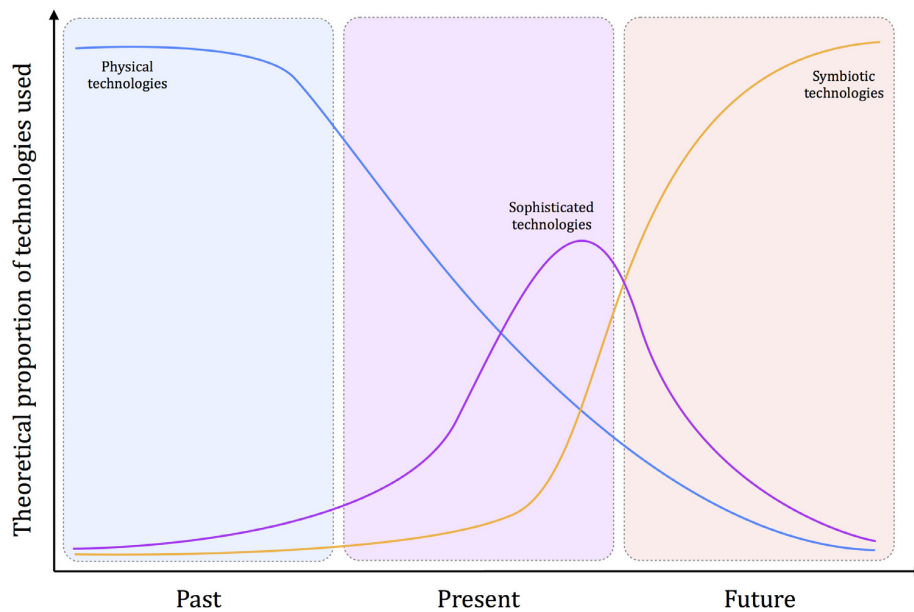 Theoretical proportion of technologies used
Physical
technologies
Sophisticated
technologies
Symbiotic
technologies
Past
Present
Future